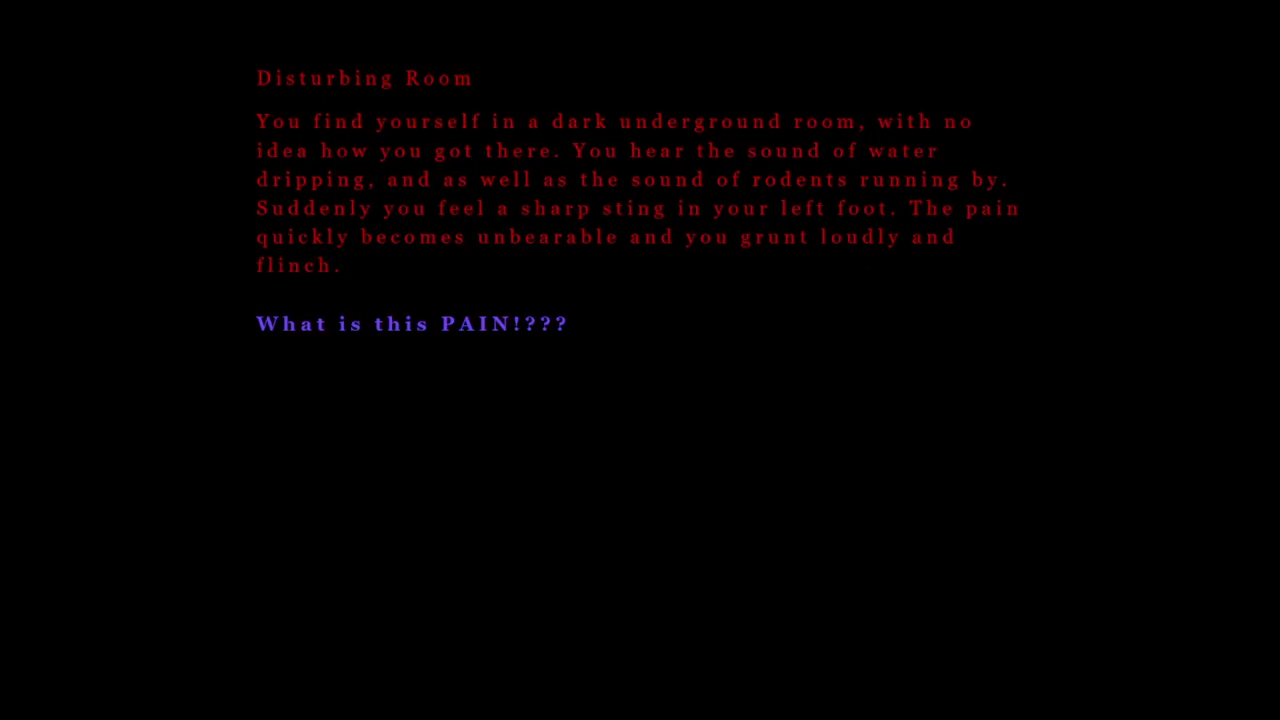 Disturbing Room
You find yourself in a dark underground room, with no
idea how you got there. You hear the sound of water
dripping, and as well as the sound of rodents running by.
Suddenly you feel a sharp sting in your left foot. The pain
quickly becomes unbearable and you grunt loudly and
flinch.
What is this PAIN!???